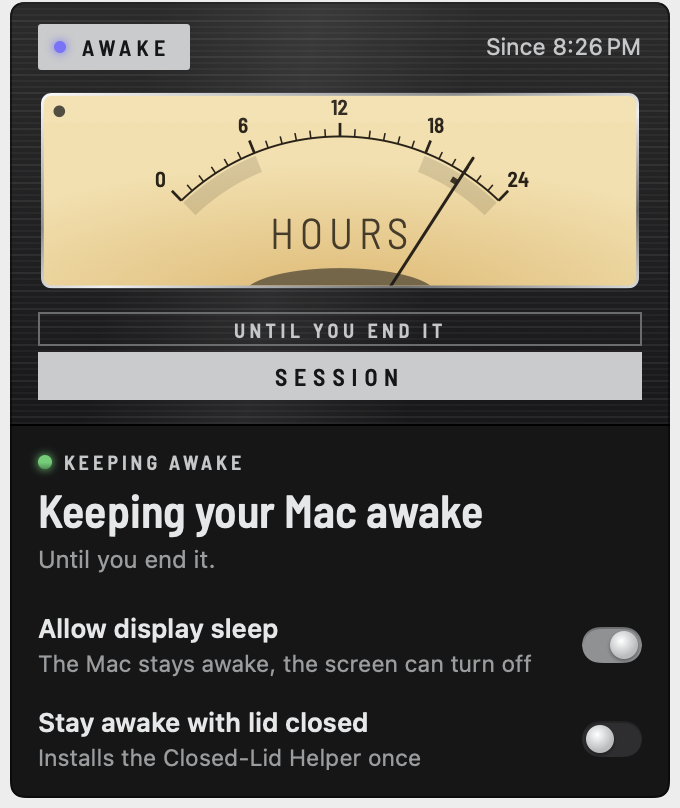 AWAKE
Since 8:26 PM
12
6
18
0
24
HOURS
UNTIL YOU END IT
SESSION
KEEPING AWAKE
Keeping your Mac awake
Until you end it.
Allow display sleep
The Mac stays awake, the screen can turn off
Stay awake with lid closed
Installs the Closed-Lid Helper once